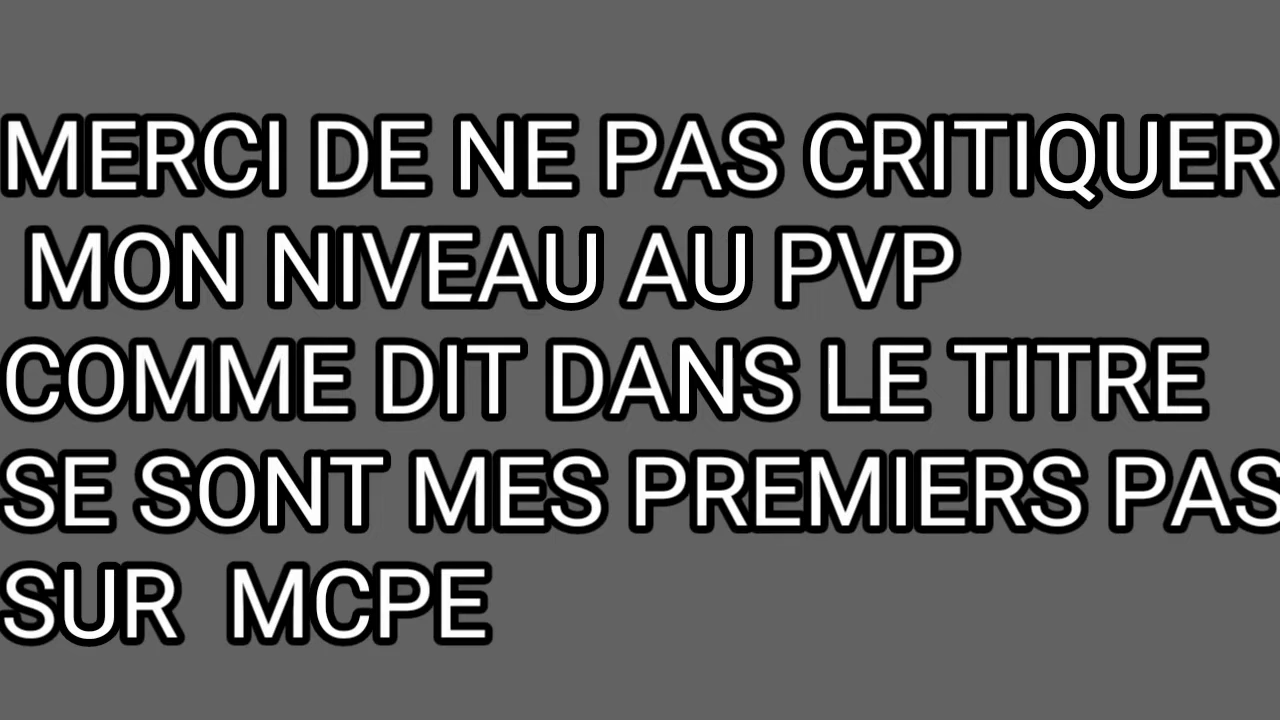 MERCI DE NE PAS CRITIQUER
MON NIVEAU AU PVP
COMME DIT DANS LE TITRE
SE SONT MES PREMIERS PAS
SUR MCPE